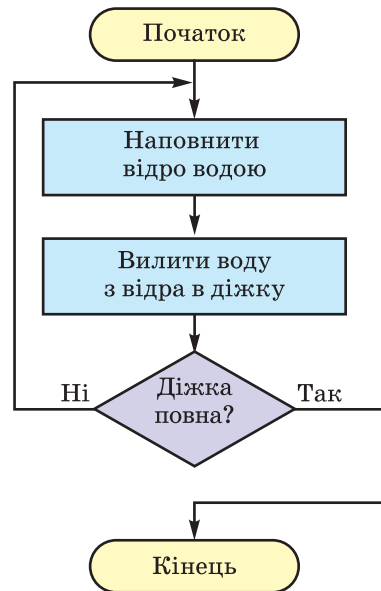 Початок
Наповнити
відро водою
Вилити воду
з відра в діжку
Діжка
повна?
Ні
Так
Кінець